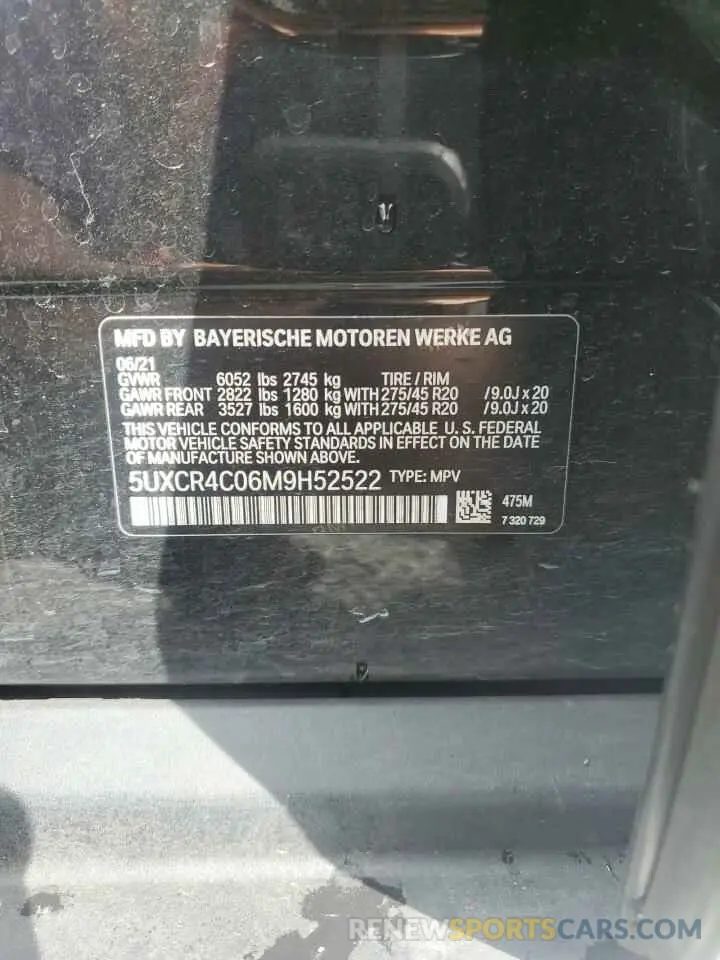 MFD BY BAYERISCHE MOTOREN WERKE AG
06/21
GVWR 6052 lbs 2745 kg TIRE / RIM
GAWR FRONT 2822 lbs 1280 kg WITH 275/45 R20 /9.0J x 20
GAWR REAR 3527 lbs 1600 kg WITH 275/45 R20 /9.0J x 20
THIS VEHICLE CONFORMS TO ALL APPLICABLE U. S. FEDERAL
MOTOR VEHICLE SAFETY STANDARDS IN EFFECT ON THE DATE
OF MANUFACTURE SHOWN ABOVE.
5UXCR4C06M9H52522 TYPE: MPV
475M
7 320 729
RENEWSPORTSCARS.COM